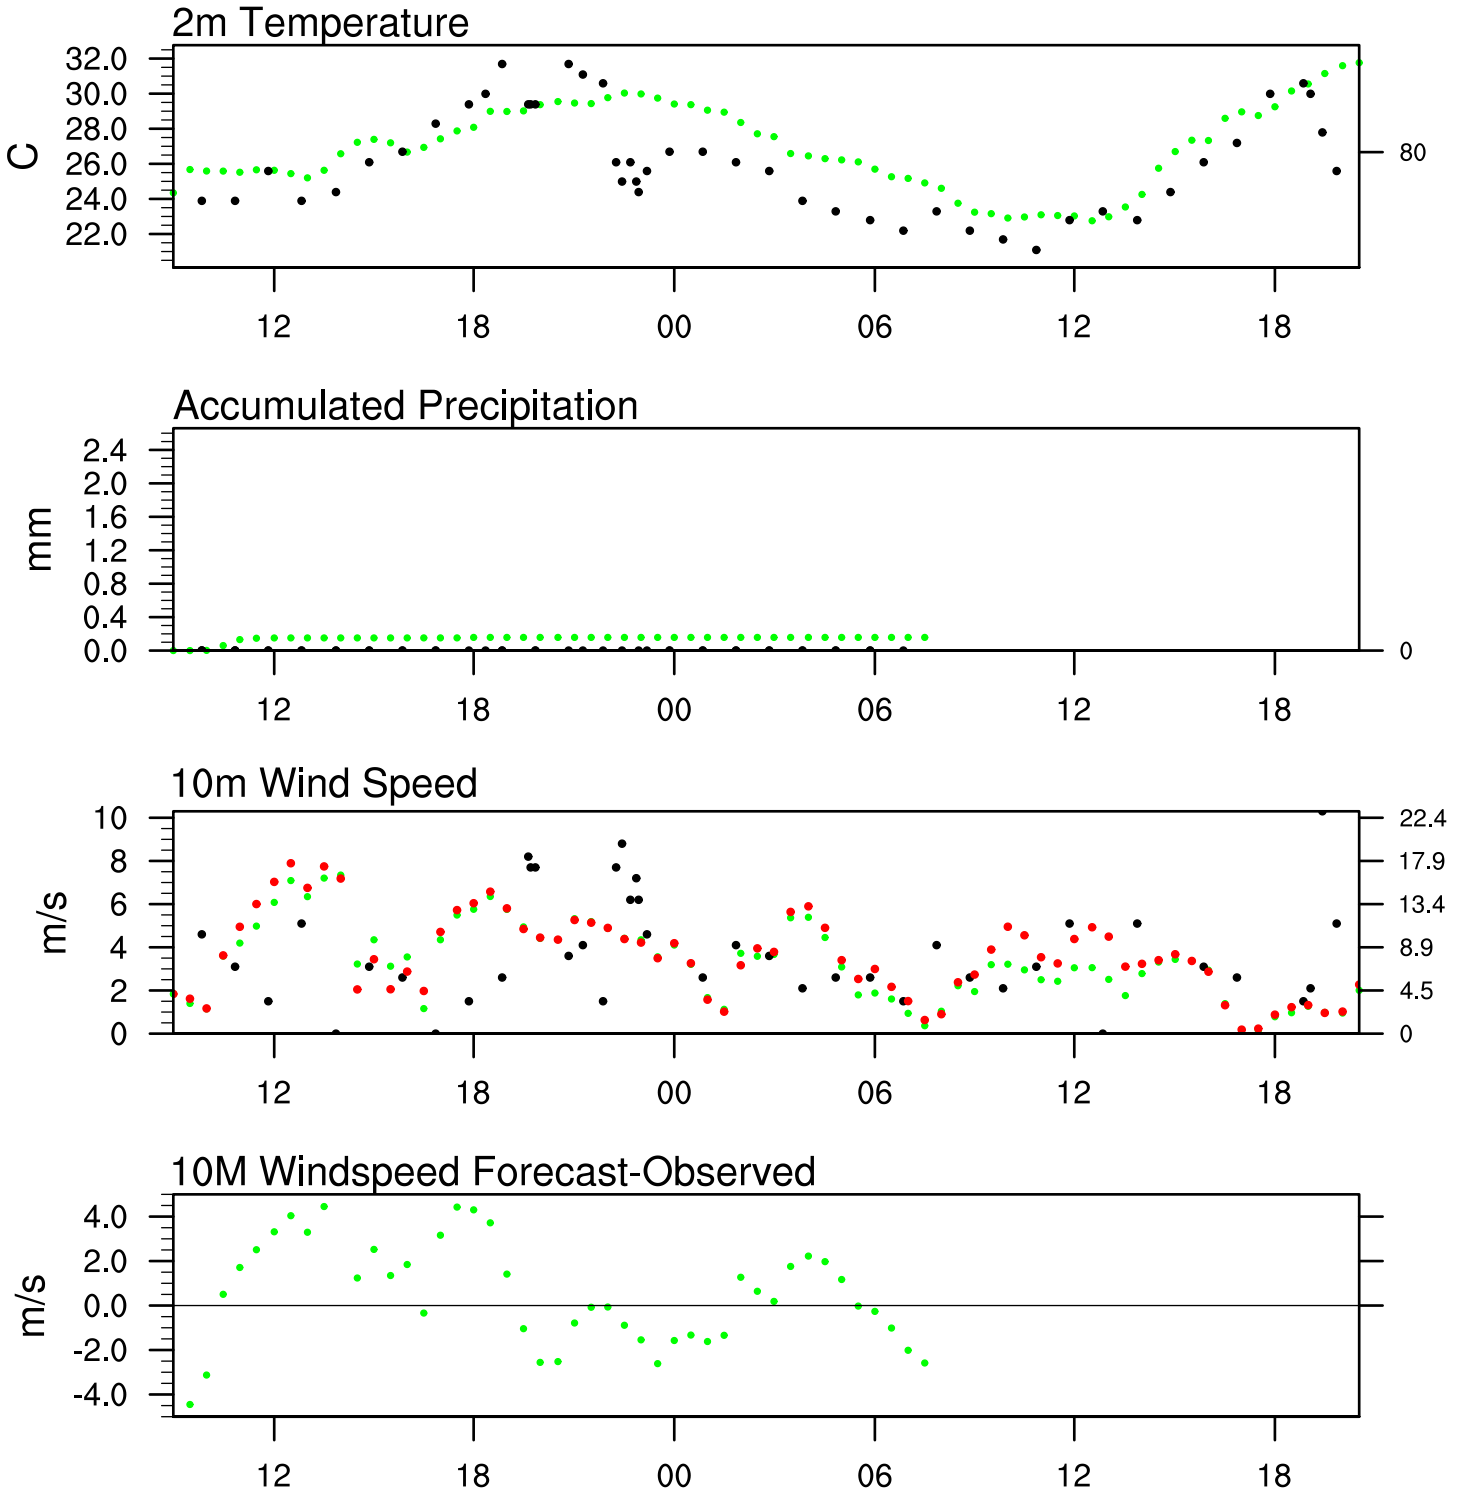 2m Temperature
32.0
30.0
28.0
26.0
24.0
22.0
C
80
12 18 00 06 12 18
Accumulated Precipitation
2.4
2.0
1.6
1.2
0.8
0.4
0.0
mm
0
12 18 00 06 12 18
10m Wind Speed
10
8
6
4
2
0
m/s
22.4
17.9
13.4
8.9
4.5
0
12 18 00 06 12 18
10M Windspeed Forecast-Observed
4.0
2.0
0.0
-2.0
-4.0
m/s
12 18 00 06 12 18